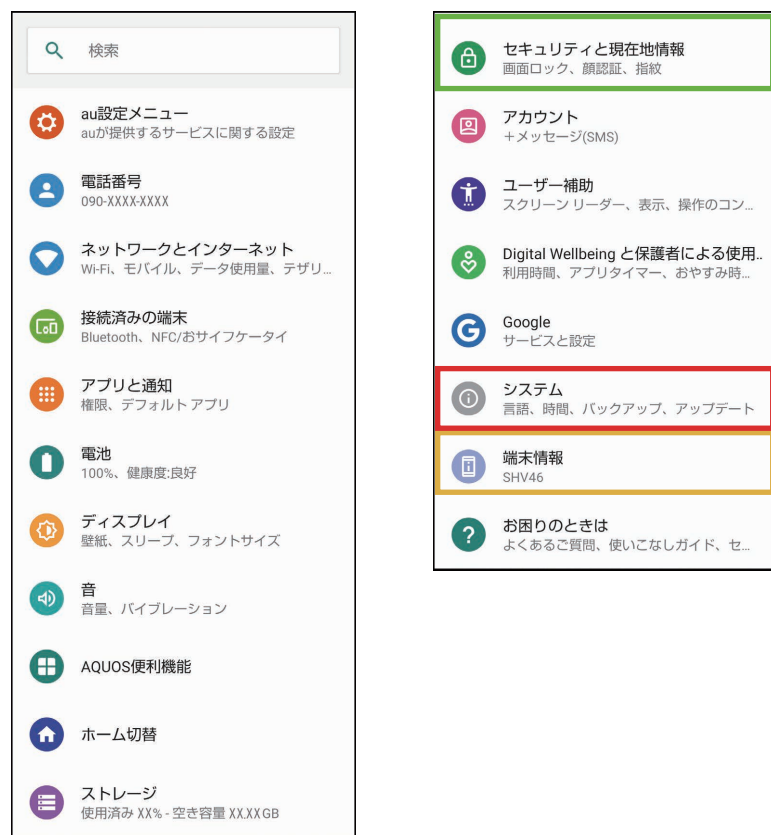 検索
au設定メニュー
auが提供するサービスに関する設定
電話番号
090-XXXX-XXXX
ネットワークとインターネット
Wi-Fi、モバイル、データ使用量、テザリ...
接続済みの端末
Bluetooth、NFC/おサイフケータイ
アプリと通知
権限、デフォルト アプリ
電池
100%、健康度:良好
ディスプレイ
壁紙、スリープ、フォントサイズ
音
音量、バイブレーション
AQUOS便利機能
ホーム切替
ストレージ
使用済み XX% - 空き容量 XX.XX GB
セキュリティと現在地情報
画面ロック、顔認証、指紋
アカウント
+メッセージ(SMS)
ユーザー補助
スクリーン リーダー、表示、操作のコン...
Digital Wellbeing と保護者による使用..
利用時間、アプリタイマー、おやすみ時...
Google
サービスと設定
システム
言語、時間、バックアップ、アップデート
端末情報
SHV46
お困りのときは
よくあるご質問、使いこなしガイド、セ...